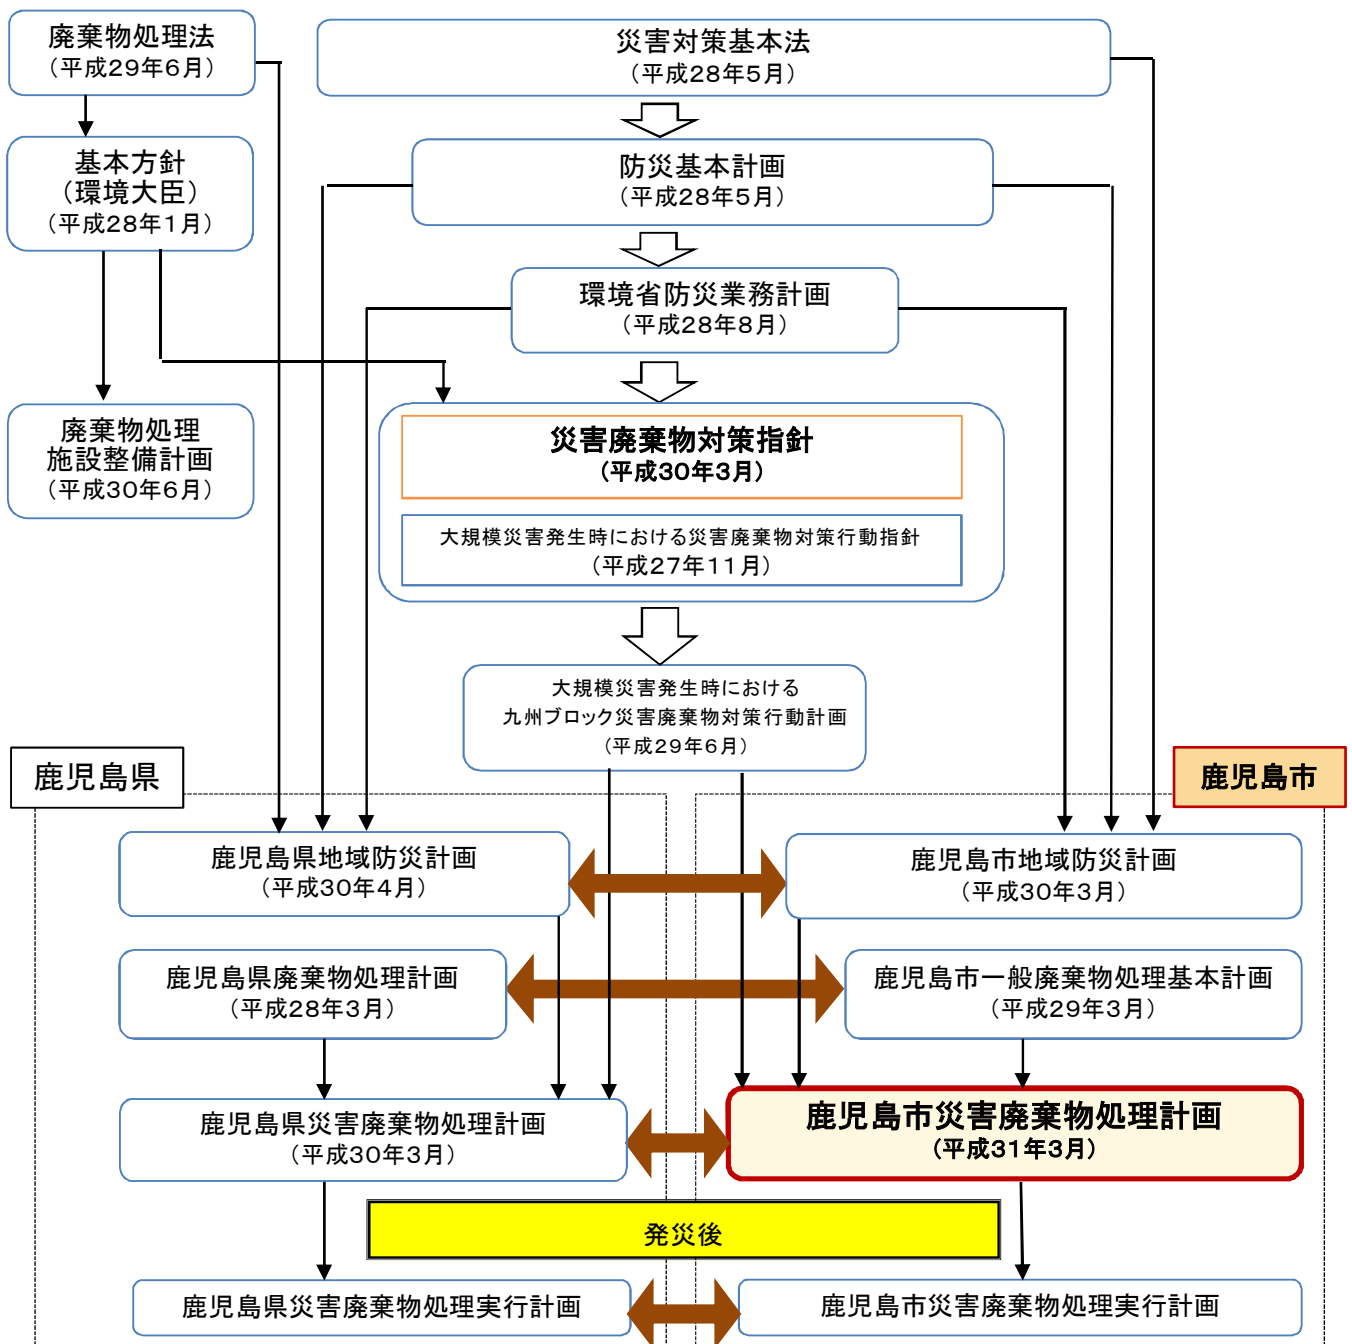 廃棄物処理法
（平成29年6月）
災害対策基本法
（平成28年5月）
基本方針
（環境大臣）
（平成28年1月）
防災基本計画
（平成28年5月）
環境省防災業務計画
（平成28年8月）
廃棄物処理
施設整備計画
（平成30年6月）
災害廃棄物対策指針
（平成30年3月）
大規模災害発生時における災害廃棄物対策行動指針
（平成27年11月）
大規模災害発生時における
九州ブロック災害廃棄物対策行動計画
（平成29年6月）
鹿児島県
鹿児島市
鹿児島県地域防災計画
（平成30年4月）
鹿児島市地域防災計画
（平成30年3月）
鹿児島県廃棄物処理計画
（平成28年3月）
鹿児島市一般廃棄物処理基本計画
（平成29年3月）
鹿児島県災害廃棄物処理計画
（平成30年3月）
鹿児島市災害廃棄物処理計画
（平成31年3月）
発災後
鹿児島県災害廃棄物処理実行計画
鹿児島市災害廃棄物処理実行計画